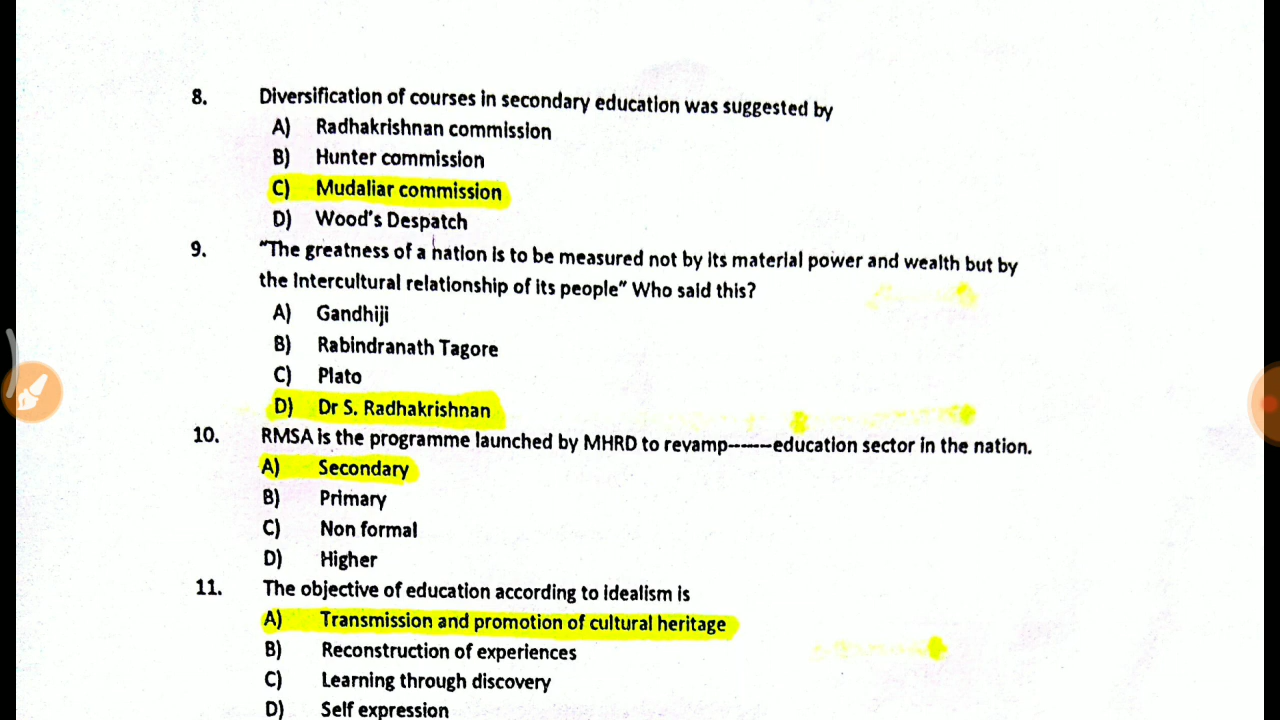 8. Diversification of courses in secondary education was suggested by
A) Radhakrishnan commission
B) Hunter commission
C) Mudaliar commission
D) Wood's Despatch
9. "The greatness of a nation is to be measured not by its material power and wealth but by
the intercultural relationship of its people" Who said this?
A) Gandhiji
B) Rabindranath Tagore
C) Plato
D) Dr S. Radhakrishnan
10. RMSA is the programme launched by MHRD to revamp------education sector in the nation.
A) Secondary
B) Primary
C) Non formal
D) Higher
11. The objective of education according to idealism is
A) Transmission and promotion of cultural heritage
B) Reconstruction of experiences
C) Learning through discovery
D) Self expression